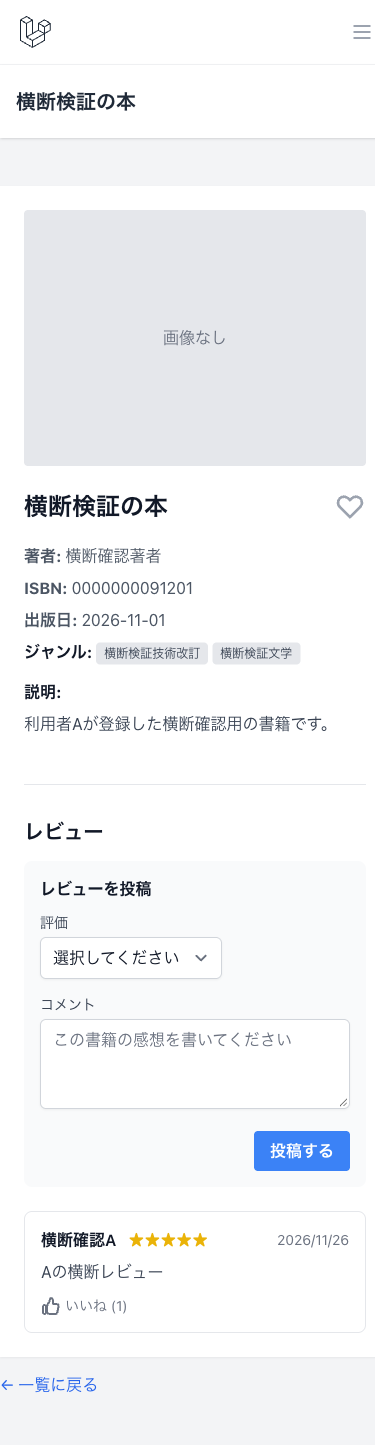 横断検証の本
画像なし
横断検証の本
著者: 横断確認著者
ISBN: 0000000091201
出版日: 2026-11-01
ジャンル: 横断検証技術改訂 横断検証文学
説明:
利用者Aが登録した横断確認用の書籍です。
レビュー
レビューを投稿
評価
選択してください
コメント
この書籍の感想を書いてください
投稿する
横断確認A ★★★★★ 2026/11/26
Aの横断レビュー
いいね (1)
← 一覧に戻る